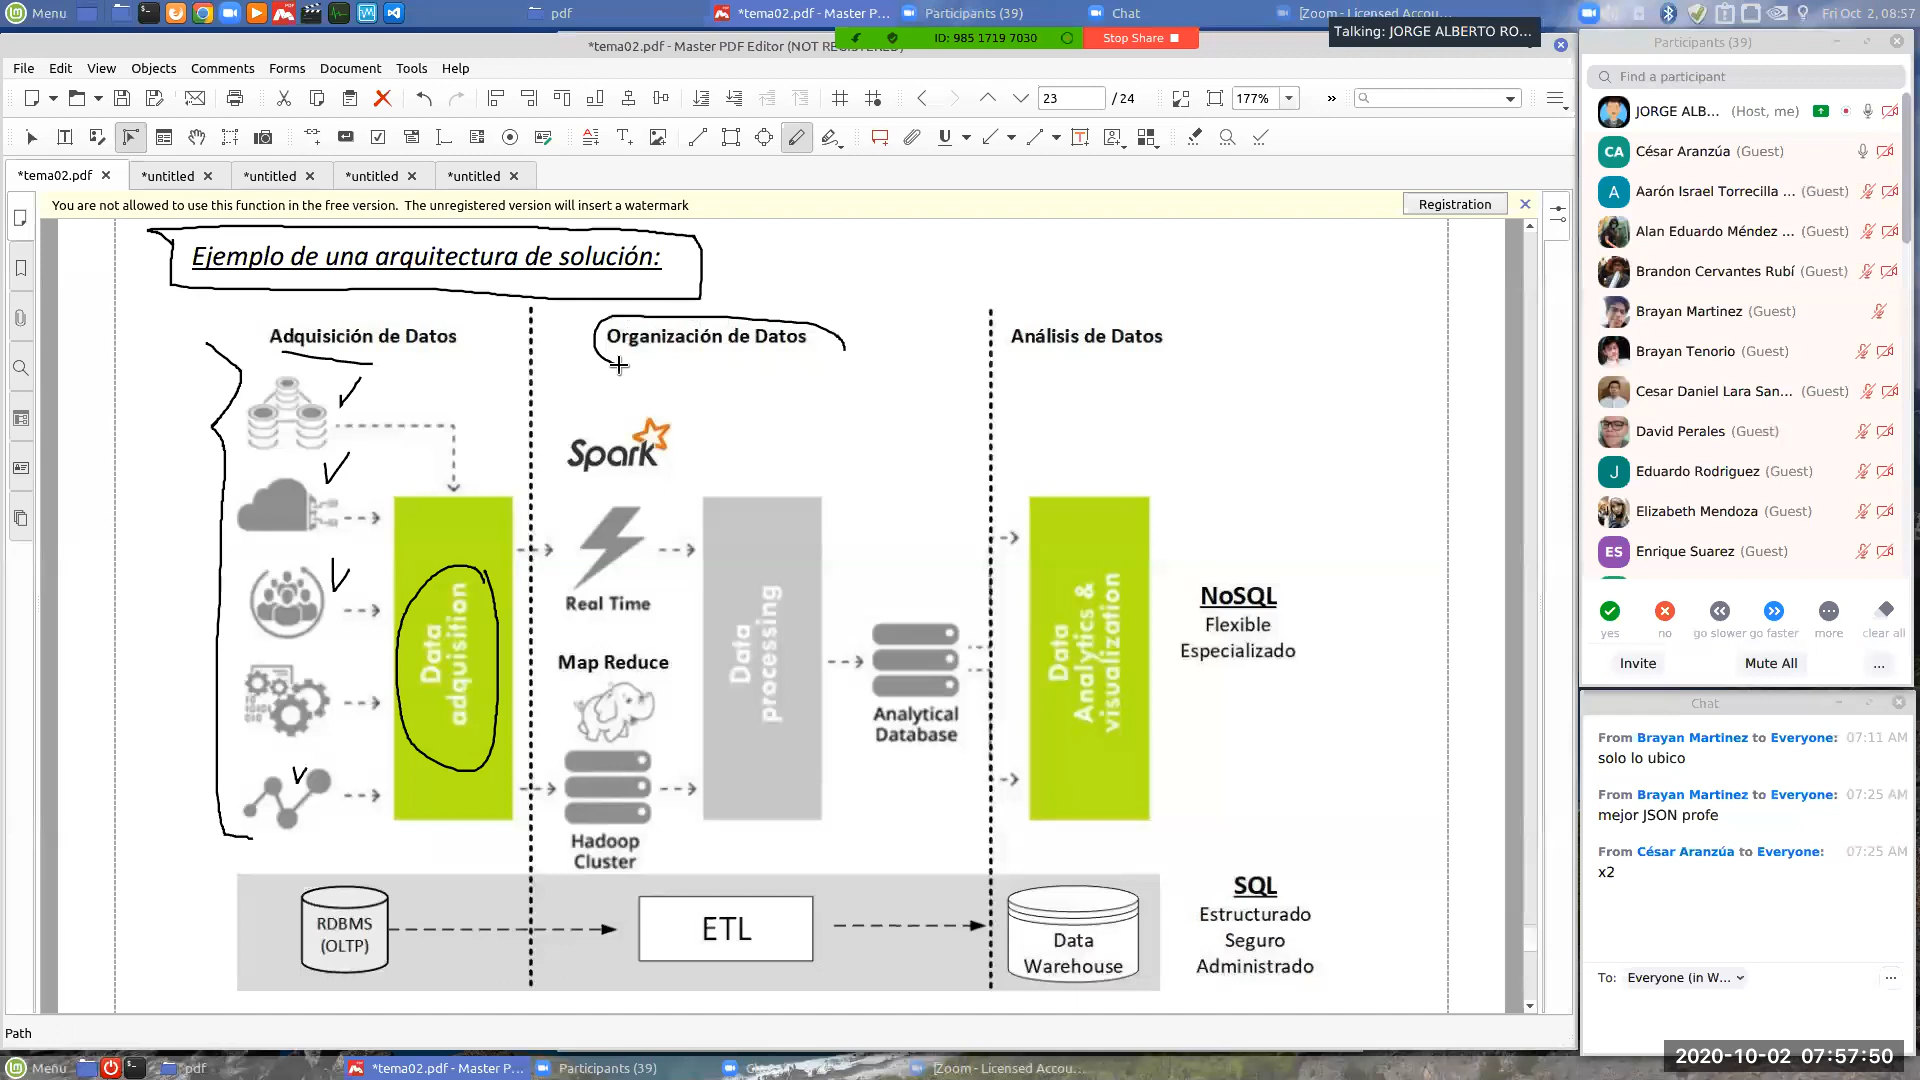 Menu
pdf
*tema02.pdf - Master P...
Participants (39)
Chat
[Zoom - Licensed Accou...
Fri Oct 2, 08:57
*tema02.pdf - Master PDF Editor (NOT REGISTERED)
ID: 985 1719 7030
Stop Share
Talking: JORGE ALBERTO RO...
File Edit View Objects Comments Forms Document Tools Help
23 / 24
177%
*tema02.pdf
*untitled
*untitled
*untitled
*untitled
You are not allowed to use this function in the free version. The unregistered version will insert a watermark
Registration
Ejemplo de una arquitectura de solución:
Adquisición de Datos
Organización de Datos
Análisis de Datos
Spark
Data
adquisition
Real Time
Map Reduce
Hadoop
Cluster
Data
processing
Analytical
Database
Data
Analytics &
visualization
NoSQL
Flexible
Especializado
RDBMS
(OLTP)
ETL
Data
Warehouse
SQL
Estructurado
Seguro
Administrado
Path
Participants (39)
Find a participant
JORGE ALB... (Host, me)
CA César Aranzúa (Guest)
A Aarón Israel Torrecilla ... (Guest)
Alan Eduardo Méndez ... (Guest)
Brandon Cervantes Rubí (Guest)
Brayan Martinez (Guest)
Brayan Tenorio (Guest)
Cesar Daniel Lara San... (Guest)
David Perales (Guest)
J Eduardo Rodriguez (Guest)
Elizabeth Mendoza (Guest)
ES Enrique Suarez (Guest)
yes no go slower go faster more clear all
Invite
Mute All
...
Chat
From Brayan Martinez to Everyone: 07:11 AM
solo lo ubico
From Brayan Martinez to Everyone: 07:25 AM
mejor JSON profe
From César Aranzúa to Everyone: 07:25 AM
x2
To: Everyone (in W...
Menu
pdf
*tema02.pdf - Master P...
Participants (39)
[Zoom - Licensed Accou...
2020-10-02 07:57:50